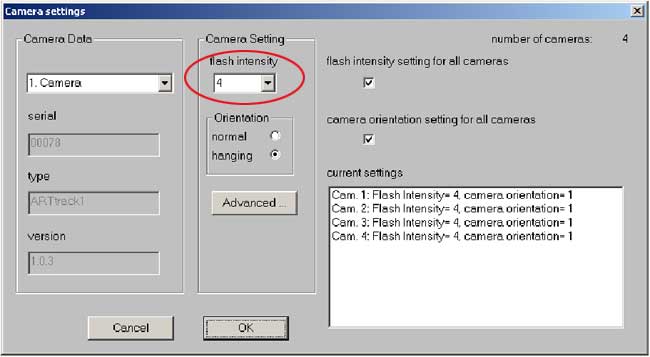 Camera settings
Camera Data
1. Camera
serial
00078
type
ARTtrack1
version
1.0.3
Camera Setting
flash intensity
4
Orientation
normal
hanging
Advanced ...
number of cameras: 4
flash intensity setting for all cameras
camera orientation setting for all cameras
current settings
Cam. 1: Flash Intensity= 4, camera orientation= 1
Cam. 2: Flash Intensity= 4, camera orientation= 1
Cam. 3: Flash Intensity= 4, camera orientation= 1
Cam. 4: Flash Intensity= 4, camera orientation= 1
Cancel
OK